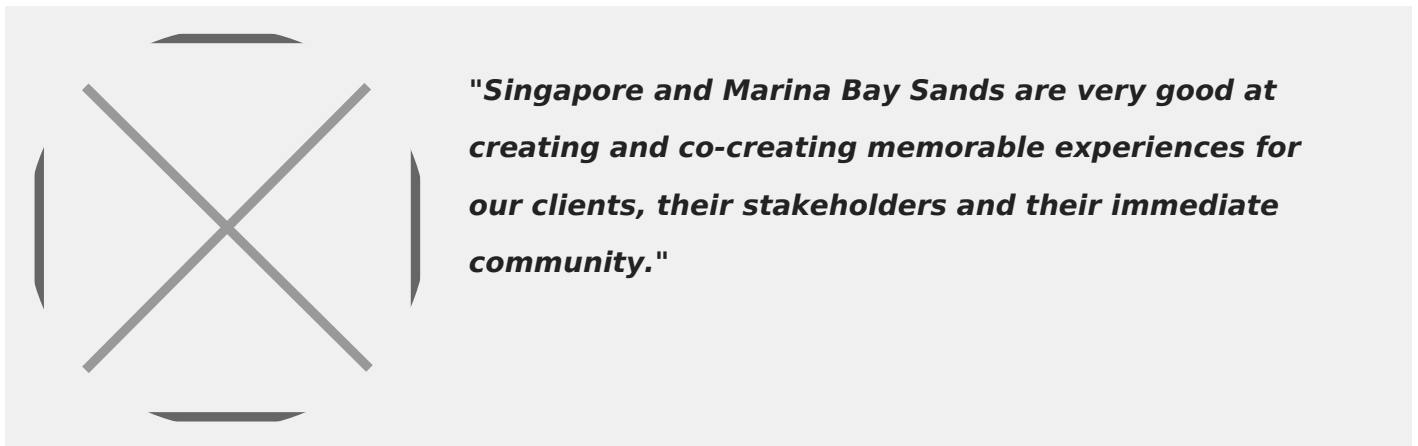 "Singapore and Marina Bay Sands are very good at
creating and co-creating memorable experiences for
our clients, their stakeholders and their immediate
community."